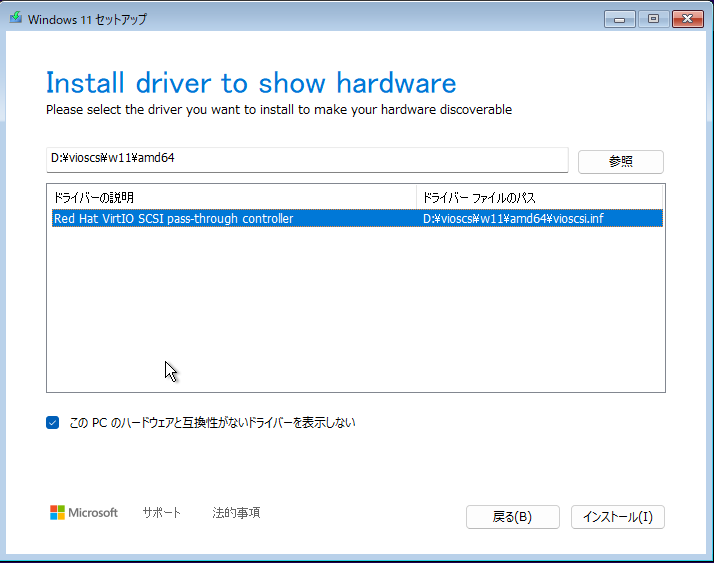 Windows 11 セットアップ
Install driver to show hardware
Please select the driver you want to install to make your hardware discoverable
D:¥vioscsi¥w11¥amd64
参照
ドライバーの説明 ドライバー ファイルのパス
Red Hat VirtIO SCSI pass-through controller D:¥vioscsi¥w11¥amd64¥vioscsi.inf
この PC のハードウェアと互換性がないドライバーを表示しない
Microsoft サポート 法的事項
戻る(B) インストール(I)